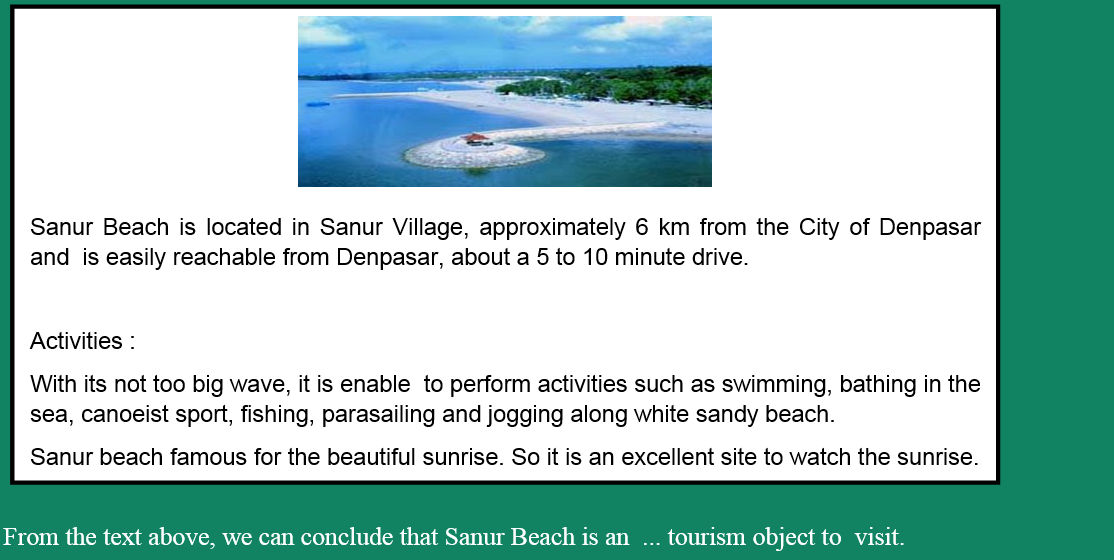 Sanur Beach is located in Sanur Village, approximately 6 km from the City of Denpasar
and  is easily reachable from Denpasar, about a 5 to 10 minute drive.
Activities :
With its not too big wave, it is enable  to perform activities such as swimming, bathing in the
sea, canoeist sport, fishing, parasailing and jogging along white sandy beach.
Sanur beach famous for the beautiful sunrise. So it is an excellent site to watch the sunrise.
From the text above, we can conclude that Sanur Beach is an  ... tourism object to  visit.